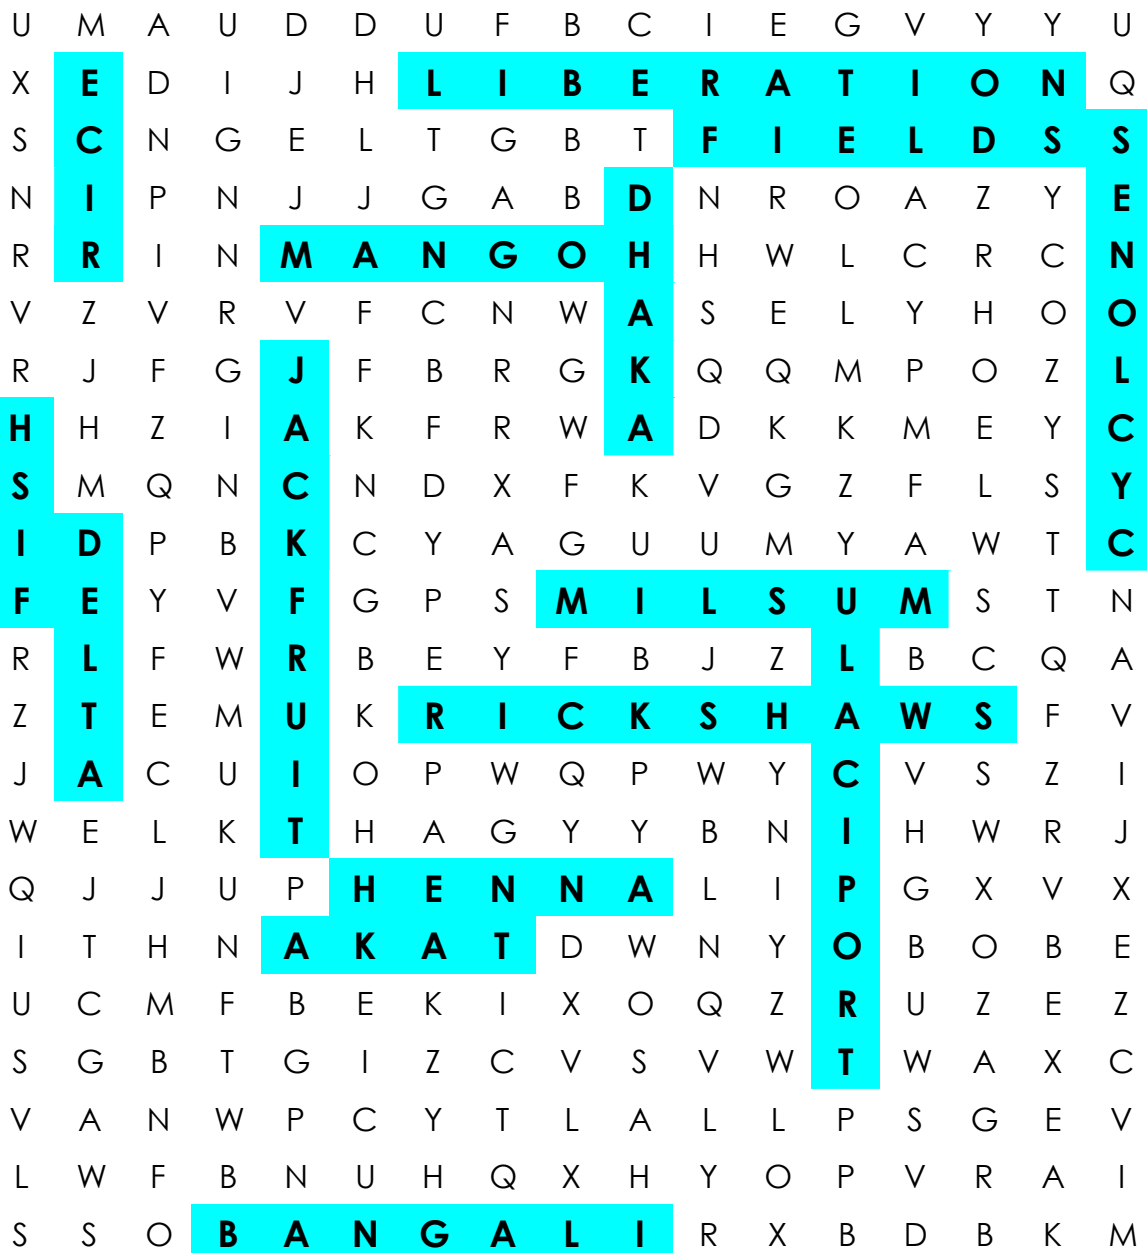 U M A U D D U F B C I E G V Y Y U
X E D I J H L I B E R A T I O N Q
S C N G E L T G B T F I E L D S S
N I P N J J G A B D N R O A Z Y E
R R I N M A N G O H H W L C R C N
V Z V R V F C N W A S E L Y H O O
R J F G J F B R G K Q Q M P O Z L
H H Z I A K F R W A D K K M E Y C
S M Q N C N D X F K V G Z F L S Y
I D P B K C Y A G U U M Y A W T C
F E Y V F G P S M I L S U M S T N
R L F W R B E Y F B J Z L B C Q A
Z T E M U K R I C K S H A W S F V
J A C U I O P W Q P W Y C V S Z I
W E L K T H A G Y Y B N I H W R J
Q J J U P H E N N A L I P G X V X
I T H N A K A T D W N Y O B O B E
U C M F B E K I X O Q Z R U Z E Z
S G B T G I Z C V S V W T W A X C
V A N W P C Y T L A L L P S G E V
L W F B N U H Q X H Y O P V R A I
S S O B A N G A L I R X B D B K M